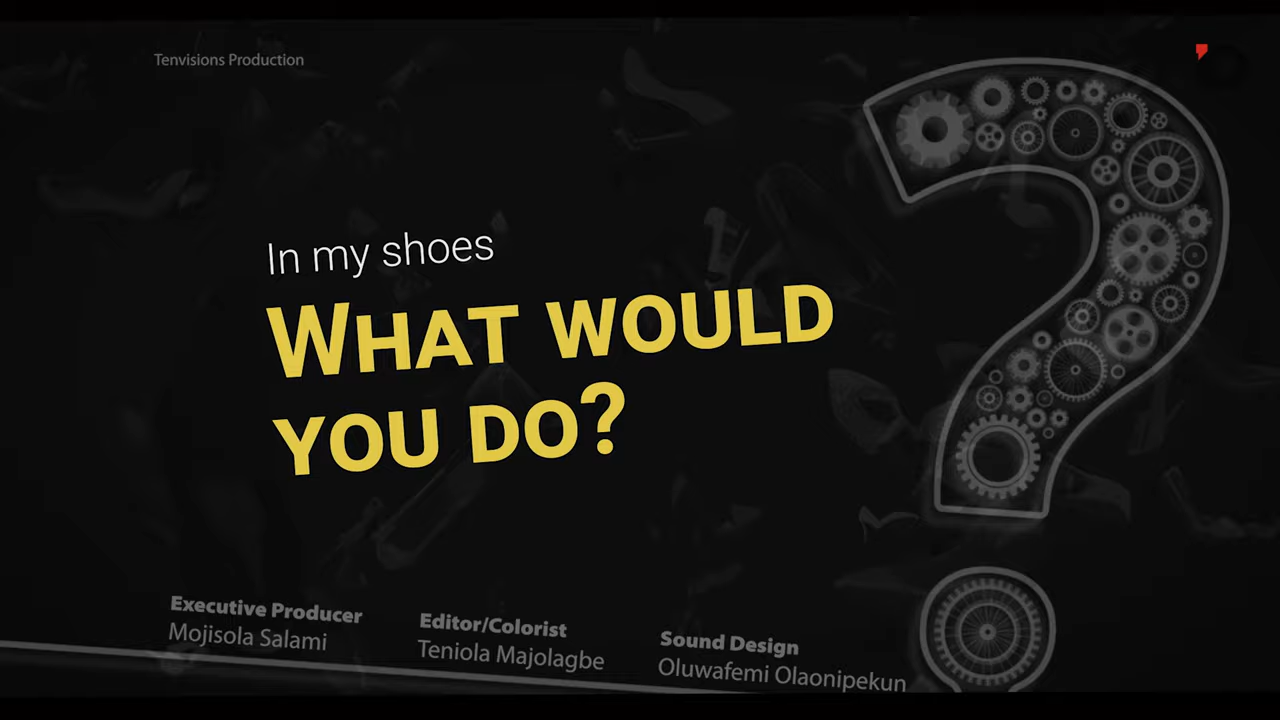 Tenvisions Production
In my shoes
WHAT WOULD
YOU DO?
Executive Producer
Mojisola Salami
Editor/Colorist
Teniola Majolagbe
Sound Design
Oluwafemi Olaonipekun